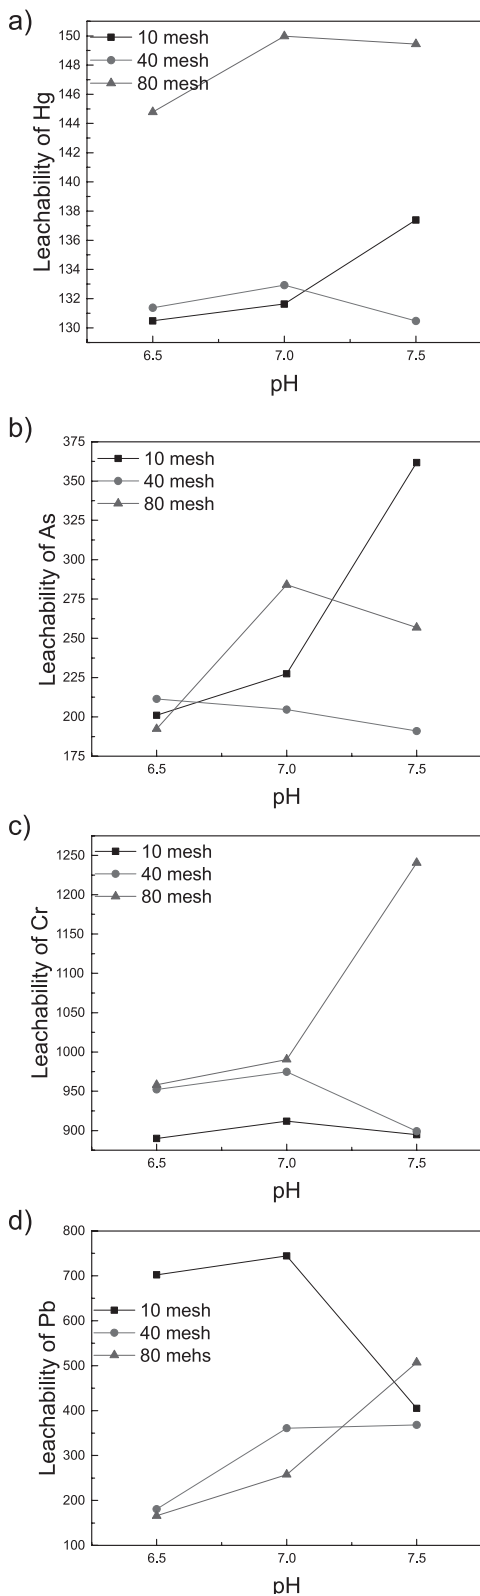 a)
150
148
146
144
142
140
138
136
134
132
130
Leachability of Hg
10 mesh
40 mesh
80 mesh
6.5
7.0
7.5
pH
b)
375
350
325
300
275
250
225
200
175
Leachability of As
10 mesh
40 mesh
80 mesh
6.5
7.0
7.5
pH
c)
1250
1200
1150
1100
1050
1000
950
900
Leachability of Cr
10 mesh
40 mesh
80 mesh
6.5
7.0
7.5
pH
d)
800
700
600
500
400
300
200
100
Leachability of Pb
10 mesh
40 mesh
80 mehs
6.5
7.0
7.5
pH